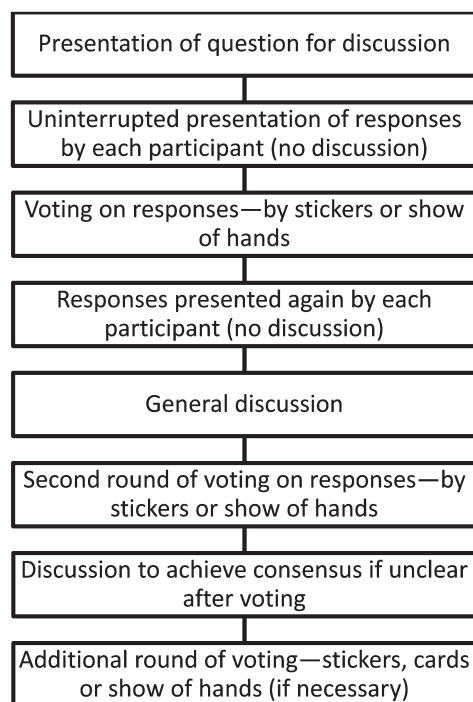 Presentation of question for discussion
Uninterrupted presentation of responses
by each participant (no discussion)
Voting on responses—by stickers or show
of hands
Responses presented again by each
participant (no discussion)
General discussion
Second round of voting on responses—by
stickers or show of hands
Discussion to achieve consensus if unclear
after voting
Additional round of voting—stickers, cards
or show of hands (if necessary)